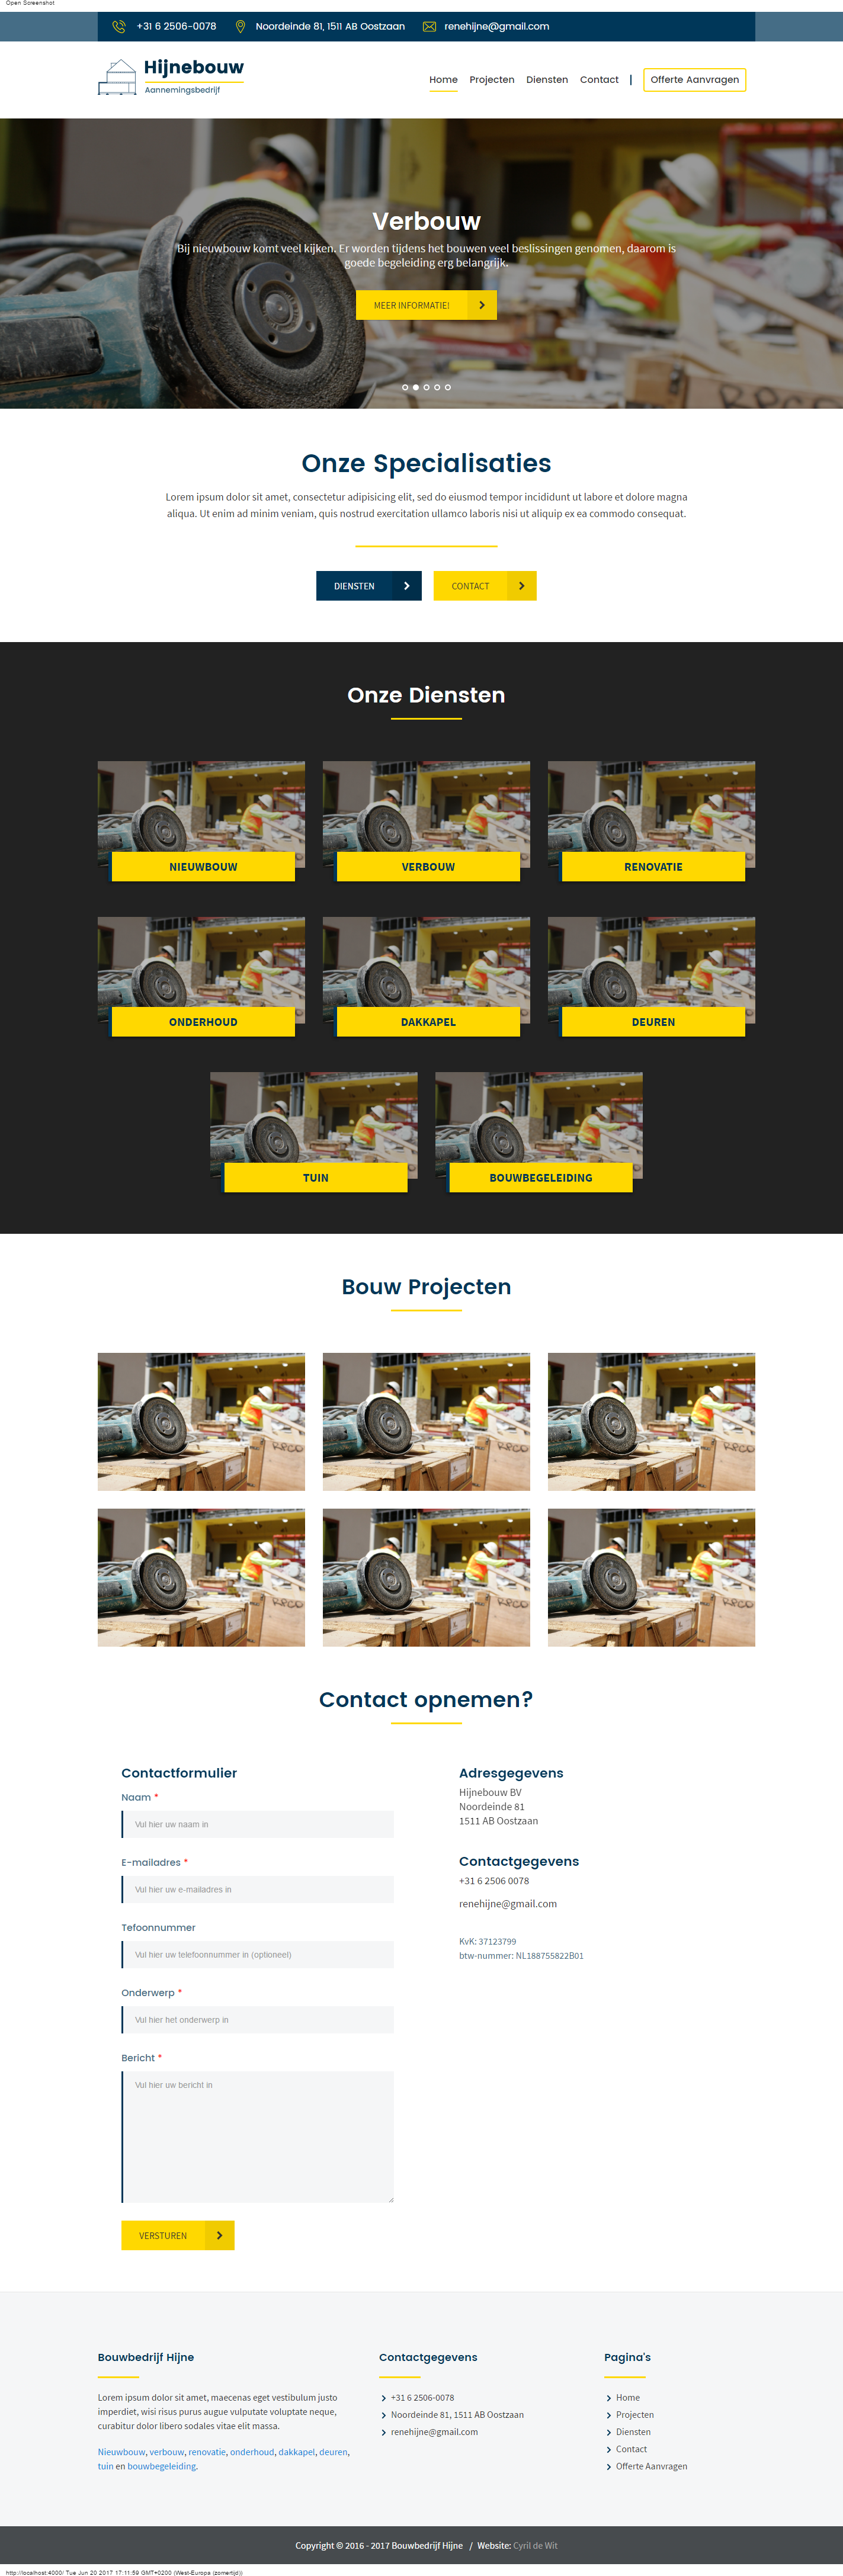 Open Screenshot
+31 6 2506-0078
Noordeinde 81, 1511 AB Oostzaan
renehijne@gmail.com
Hijnebouw
Aannemingsbedrijf
Home
Projecten
Diensten
Contact
|
Offerte Aanvragen
Verbouw
Bij nieuwbouw komt veel kijken. Er worden tijdens het bouwen veel beslissingen genomen, daarom is
goede begeleiding erg belangrijk.
MEER INFORMATIE!
Onze Specialisaties
Lorem ipsum dolor sit amet, consectetur adipisicing elit, sed do eiusmod tempor incididunt ut labore et dolore magna
aliqua. Ut enim ad minim veniam, quis nostrud exercitation ullamco laboris nisi ut aliquip ex ea commodo consequat.
DIENSTEN
CONTACT
Onze Diensten
NIEUWBOUW
VERBOUW
RENOVATIE
ONDERHOUD
DAKKAPEL
DEUREN
TUIN
BOUWBEGELEIDING
Bouw Projecten
Contact opnemen?
Contactformulier
Naam *
Vul hier uw naam in
E-mailadres *
Vul hier uw e-mailadres in
Tefoonnummer
Vul hier uw telefoonnummer in (optioneel)
Onderwerp *
Vul hier het onderwerp in
Bericht *
Vul hier uw bericht in
VERSTUREN
Adresgegevens
Hijnebouw BV
Noordeinde 81
1511 AB Oostzaan
Contactgegevens
+31 6 2506 0078
renehijne@gmail.com
KvK: 37123799
btw-nummer: NL188755822B01
Bouwbedrijf Hijne
Lorem ipsum dolor sit amet, maecenas eget vestibulum justo
imperdiet, wisi risus purus augue vulputate voluptate neque,
curabitur dolor libero sodales vitae elit massa.
Nieuwbouw, verbouw, renovatie, onderhoud, dakkapel, deuren,
tuin en bouwbegeleiding.
Contactgegevens
+31 6 2506-0078
Noordeinde 81, 1511 AB Oostzaan
renehijne@gmail.com
Pagina's
Home
Projecten
Diensten
Contact
Offerte Aanvragen
Copyright © 2016 - 2017 Bouwbedrijf Hijne / Website: Cyril de Wit
http://localhost:4000/ Tue Jun 20 2017 17:11:59 GMT+0200 (West-Europa (zomertijd))